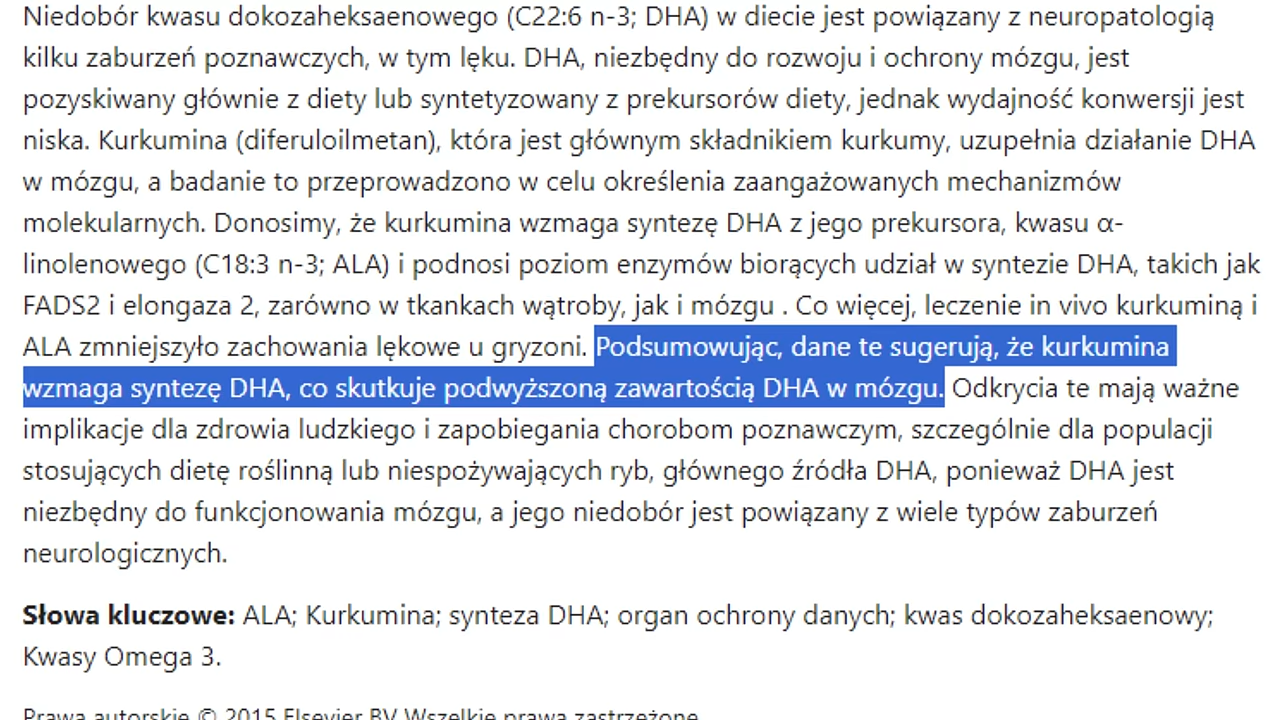 Niedobór kwasu dokozaheksaenowego (C22:6 n-3; DHA) w diecie jest powiązany z neuropatologią
kilku zaburzeń poznawczych, w tym lęku. DHA, niezbędny do rozwoju i ochrony mózgu, jest
pozyskiwany głównie z diety lub syntetyzowany z prekursorów diety, jednak wydajność konwersji jest
niska. Kurkumina (diferuloilmetan), która jest głównym składnikiem kurkumy, uzupełnia działanie DHA
w mózgu, a badanie to przeprowadzono w celu określenia zaangażowanych mechanizmów
molekularnych. Donosimy, że kurkumina wzmaga syntezę DHA z jego prekursora, kwasu α-
linolenowego (C18:3 n-3; ALA) i podnosi poziom enzymów biorących udział w syntezie DHA, takich jak
FADS2 i elongaza 2, zarówno w tkankach wątroby, jak i mózgu . Co więcej, leczenie in vivo kurkuminą i
ALA zmniejszyło zachowania lękowe u gryzoni. Podsumowując, dane te sugerują, że kurkumina
wzmaga syntezę DHA, co skutkuje podwyższoną zawartością DHA w mózgu. Odkrycia te mają ważne
implikacje dla zdrowia ludzkiego i zapobiegania chorobom poznawczym, szczególnie dla populacji
stosujących dietę roślinną lub niespożywających ryb, głównego źródła DHA, ponieważ DHA jest
niezbędny do funkcjonowania mózgu, a jego niedobór jest powiązany z wiele typów zaburzeń
neurologicznych.
Słowa kluczowe: ALA; Kurkumina; synteza DHA; organ ochrony danych; kwas dokozaheksaenowy;
Kwasy Omega 3.
Prawa autorskie © 2015 Elsevier BV Wszelkie prawa zastrzeżone